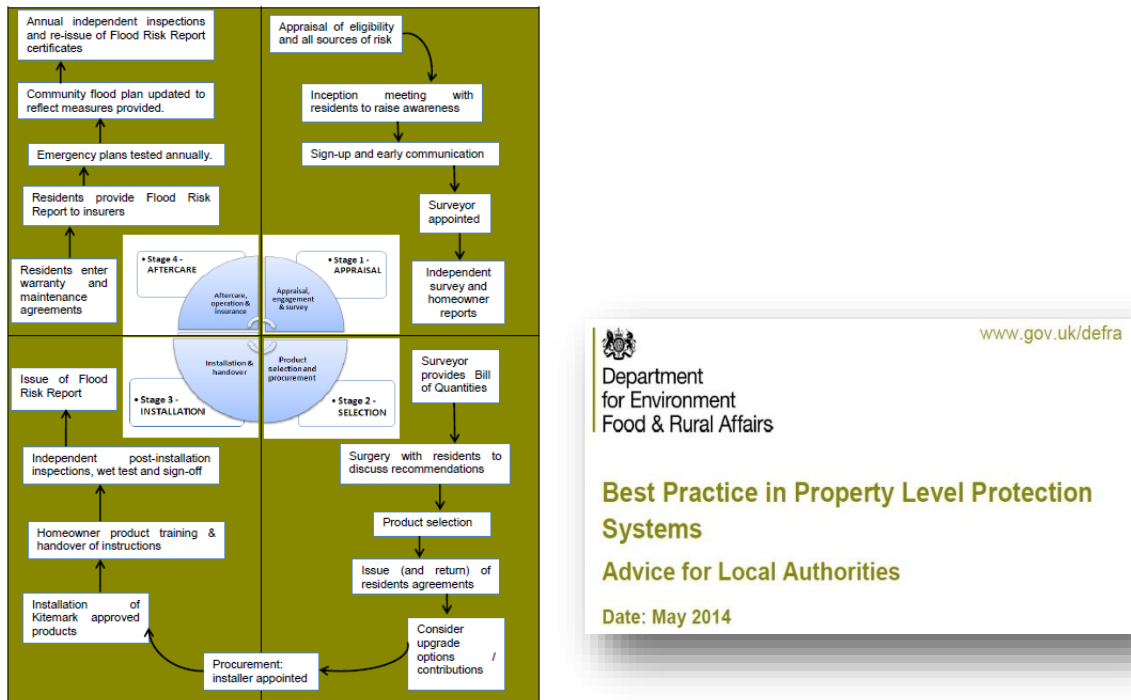 Appraisal of eligibility
and all sources of risk
Inception meeting with
residents to raise awareness
Sign-up and early communication
Surveyor
appointed
Independent
survey and
homeowner
reports
• Stage 1 -
APPRAISAL
Appraisal,
engagement
& survey
Surveyor
provides Bill
of Quantities
Surgery with residents to
discuss recommendations
Product selection
Issue (and return) of
residents agreements
Consider
upgrade
options /
contributions
• Stage 2 -
SELECTION
Product
selection and
procurement
Procurement:
installer appointed
Installation of
Kitemark approved
products
Homeowner product training &
handover of instructions
Independent post-installation
inspections, wet test and sign-off
Issue of Flood
Risk Report
• Stage 3 -
INSTALLATION
Installation &
handover
Residents enter
warranty and
maintenance
agreements
Residents provide Flood Risk
Report to insurers
Emergency plans tested annually.
Community flood plan updated to
reflect measures provided.
Annual independent inspections
and re-issue of Flood Risk Report
certificates
• Stage 4 -
AFTERCARE
Aftercare,
operation &
insurance
www.gov.uk/defra
Department
for Environment
Food & Rural Affairs
Best Practice in Property Level Protection
Systems
Advice for Local Authorities
Date: May 2014